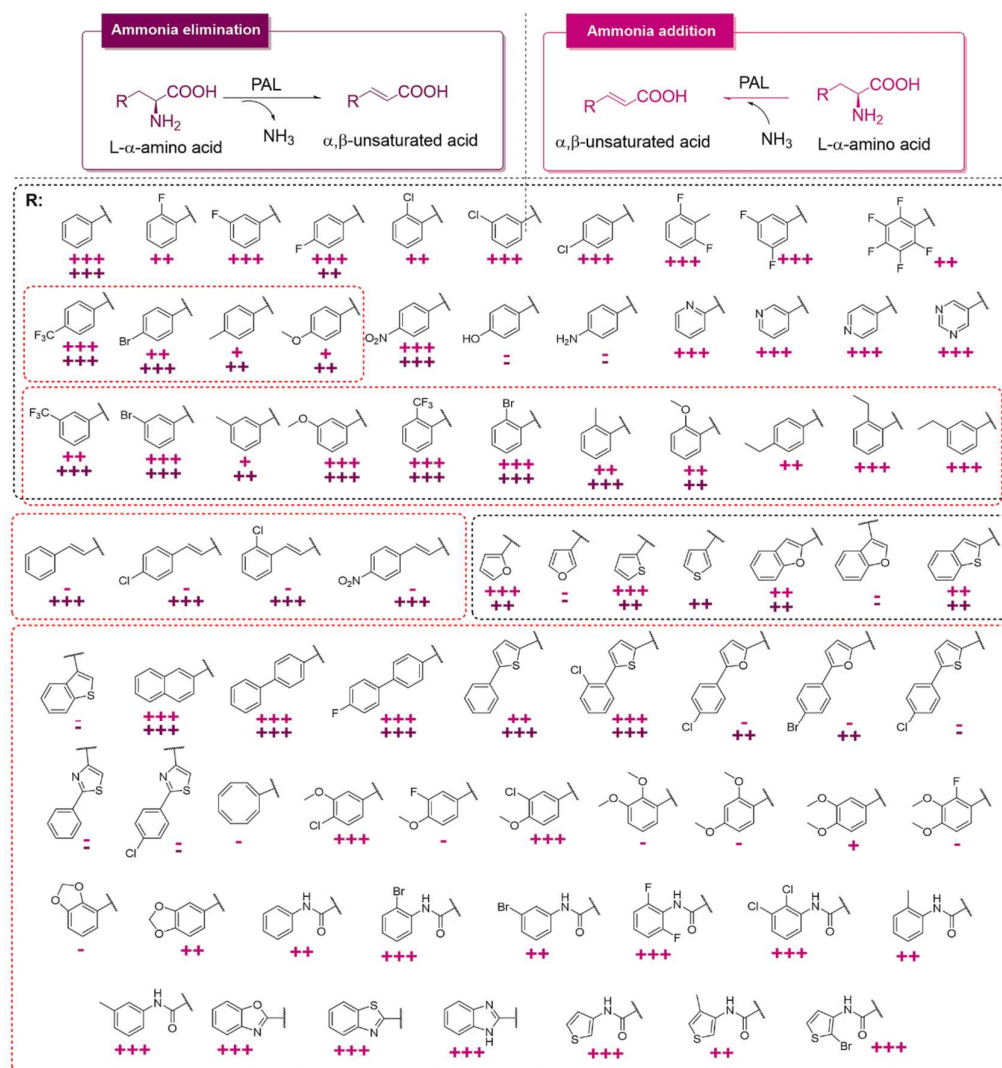 Ammonia elimination
Ammonia addition
R COOH NH2 PAL NH3 R COOH
L-α-amino acid
α,β-unsaturated acid
R COOH PAL NH3 R COOH NH2
α,β-unsaturated acid
L-α-amino acid
R:
F F F Cl Cl Cl F F F F F F F F F
+++ ++ +++ +++ ++ +++ +++ +++ +++ ++
+++ ++
F3C Br O NO2 HO H2N N N N N N
+++ ++ + + +++ - - +++ +++ +++ +++
+++ +++ ++ ++ +++ - -
F3C Br O CF3 Br O
++ +++ + +++ +++ +++ ++ ++ ++ +++ +++
+++ +++ ++ +++ +++ +++ +++ ++
Cl Cl NO2 O O S S O O S
- - - - +++ - +++ ++ ++ - ++
+++ +++ +++ +++ ++ - ++ ++ - ++
S F S Cl S O Cl O Br S Cl
- +++ +++ +++ ++ +++ - - -
- +++ +++ +++ +++ +++ ++ ++ -
N S N S Cl O Cl F O Cl O O O O O O O F O O
- - - +++ - +++ - - + -
- -
O O O O H N O Br H N O Br H N O F F H N O Cl Cl H N O H N O
- ++ ++ +++ ++ +++ +++ ++
H N O O N S N N N H S H N O S H N O S Br H N O
+++ +++ +++ +++ +++ ++ +++